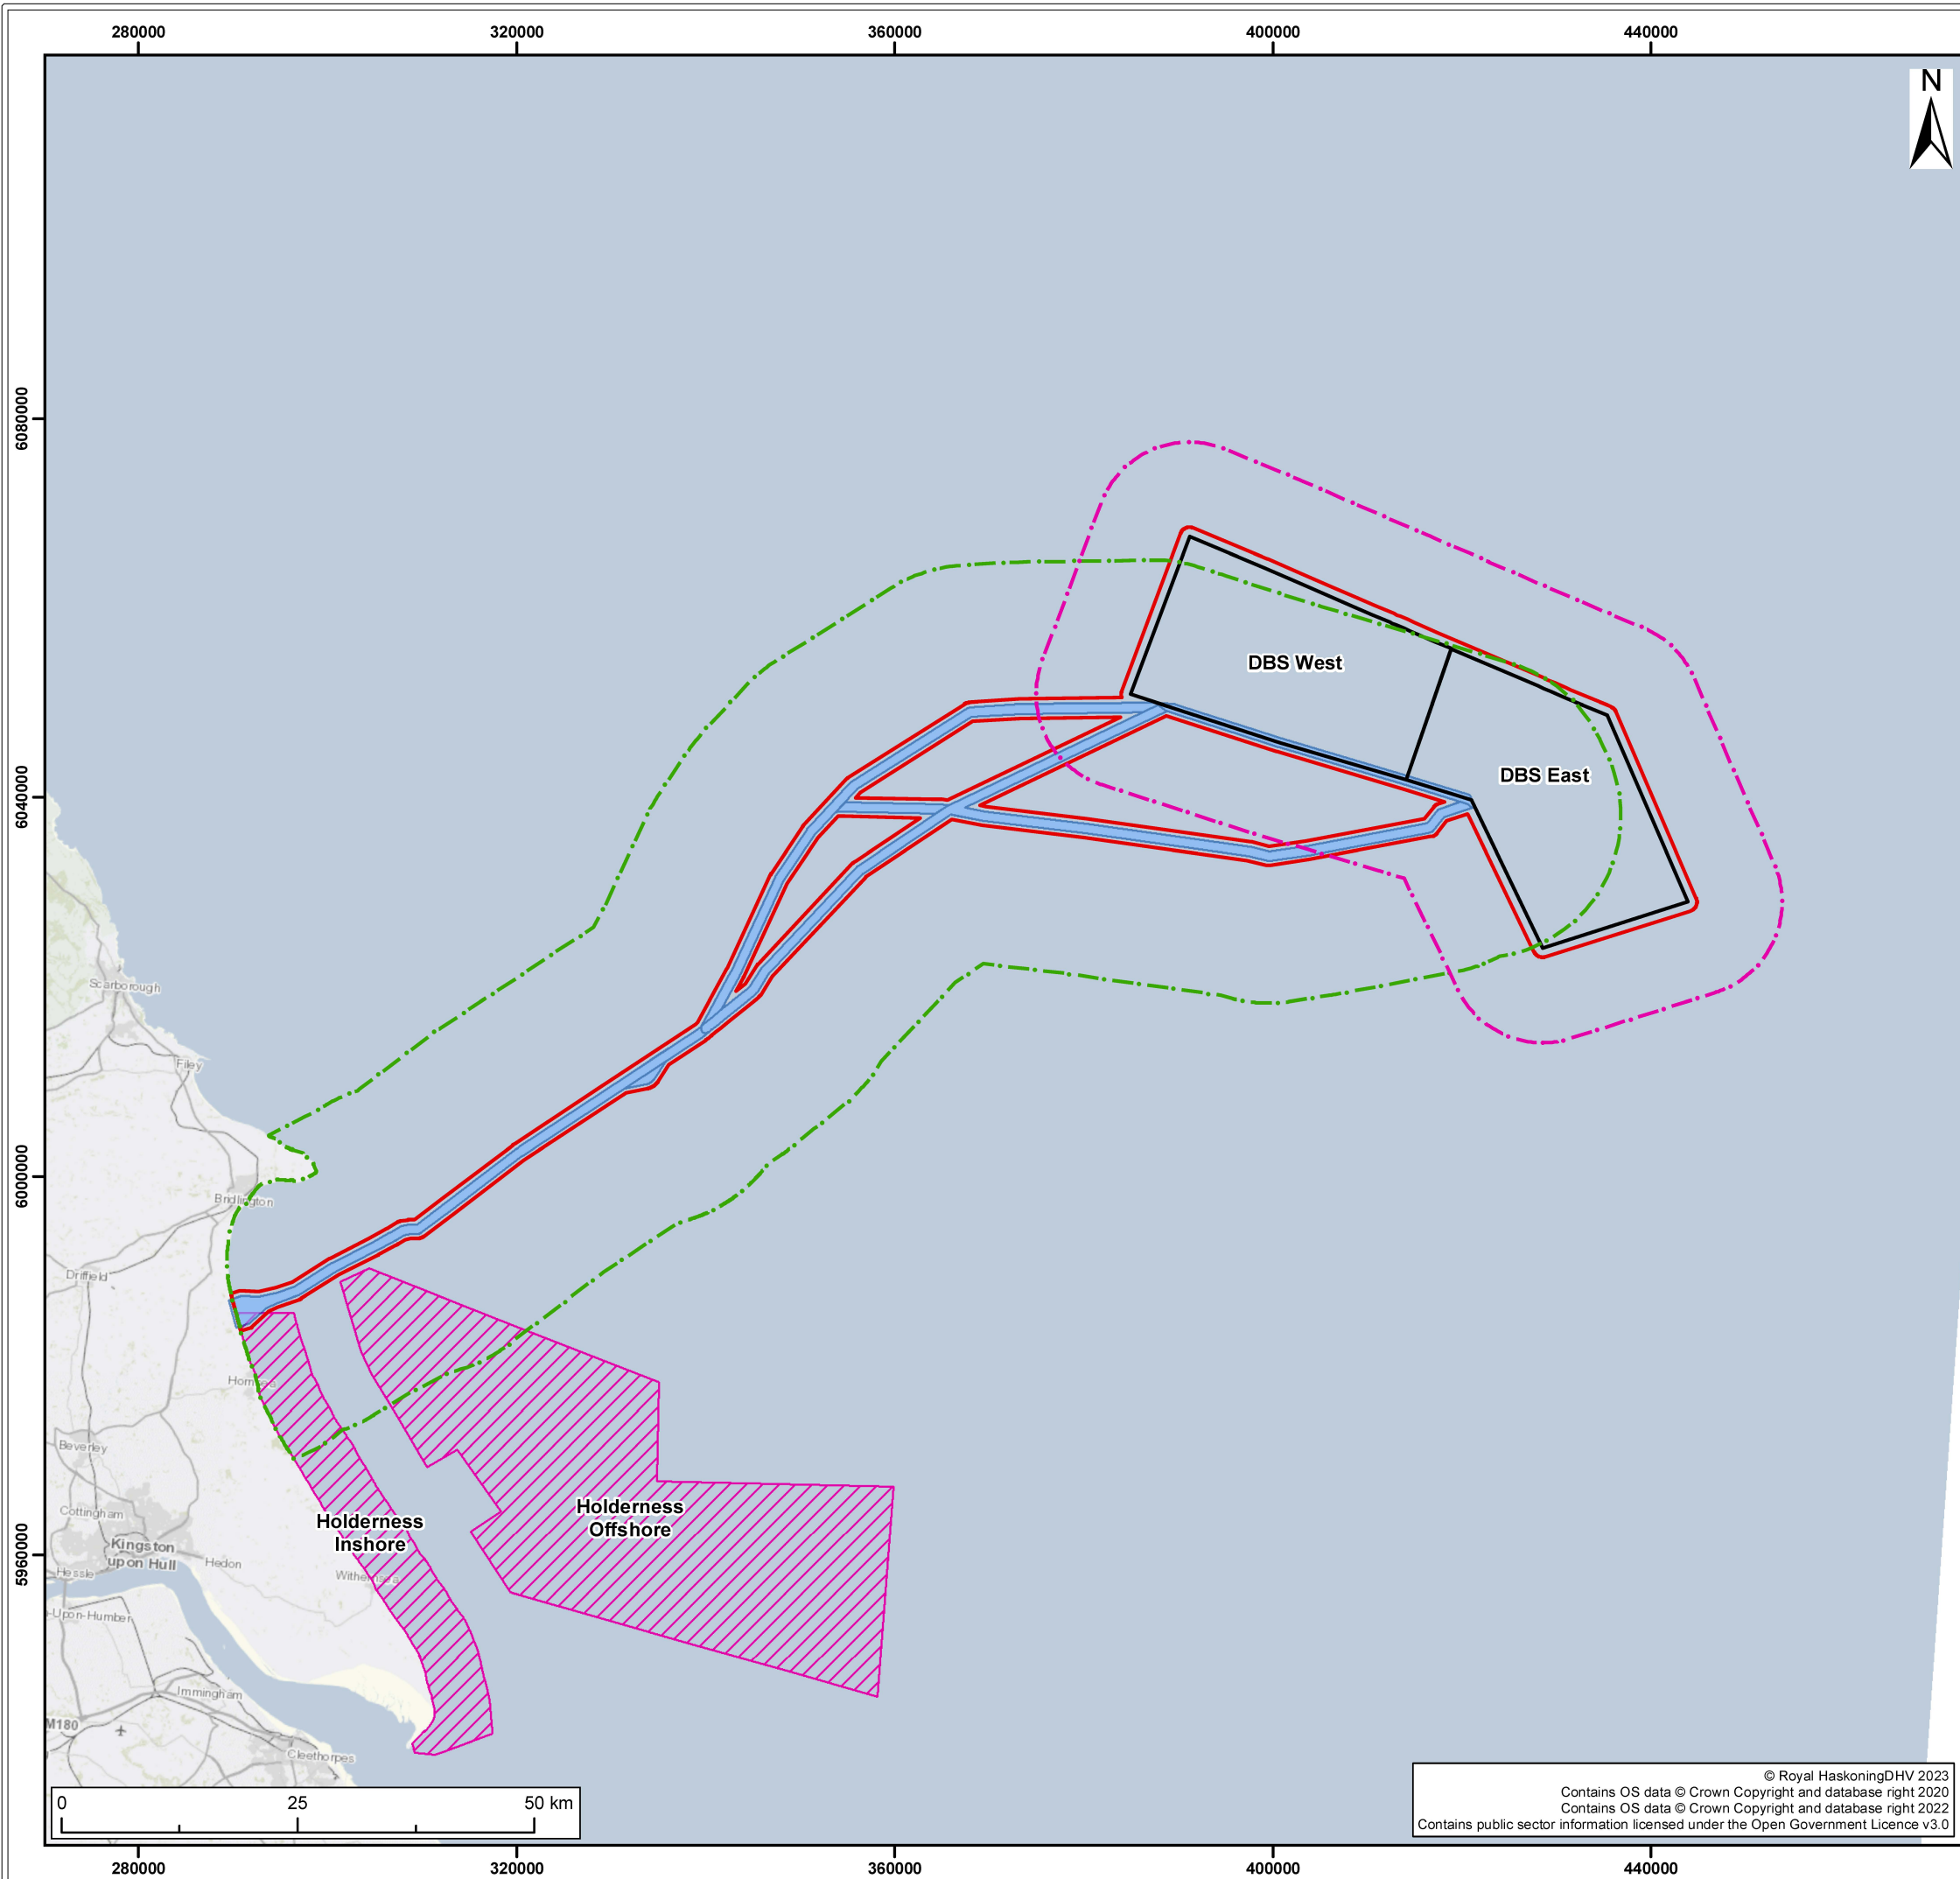 280000
320000
360000
400000
440000
N
6080000
6040000
6000000
5960000
DBS West
DBS East
Scarborough
Filey
Bridlington
Driffield
Beverley
Cottingham
Kingston
upon Hull
Hessle
Hedon
Holderness
Inshore
Holderness
Offshore
-Upon-Humber
Immingham
M180
Cleethorpes
0
25
50 km
© Royal HaskoningDHV 2023
Contains OS data © Crown Copyright and database right 2020
Contains OS data © Crown Copyright and database right 2022
Contains public sector information licensed under the Open Government Licence v3.0
280000
320000
360000
400000
440000